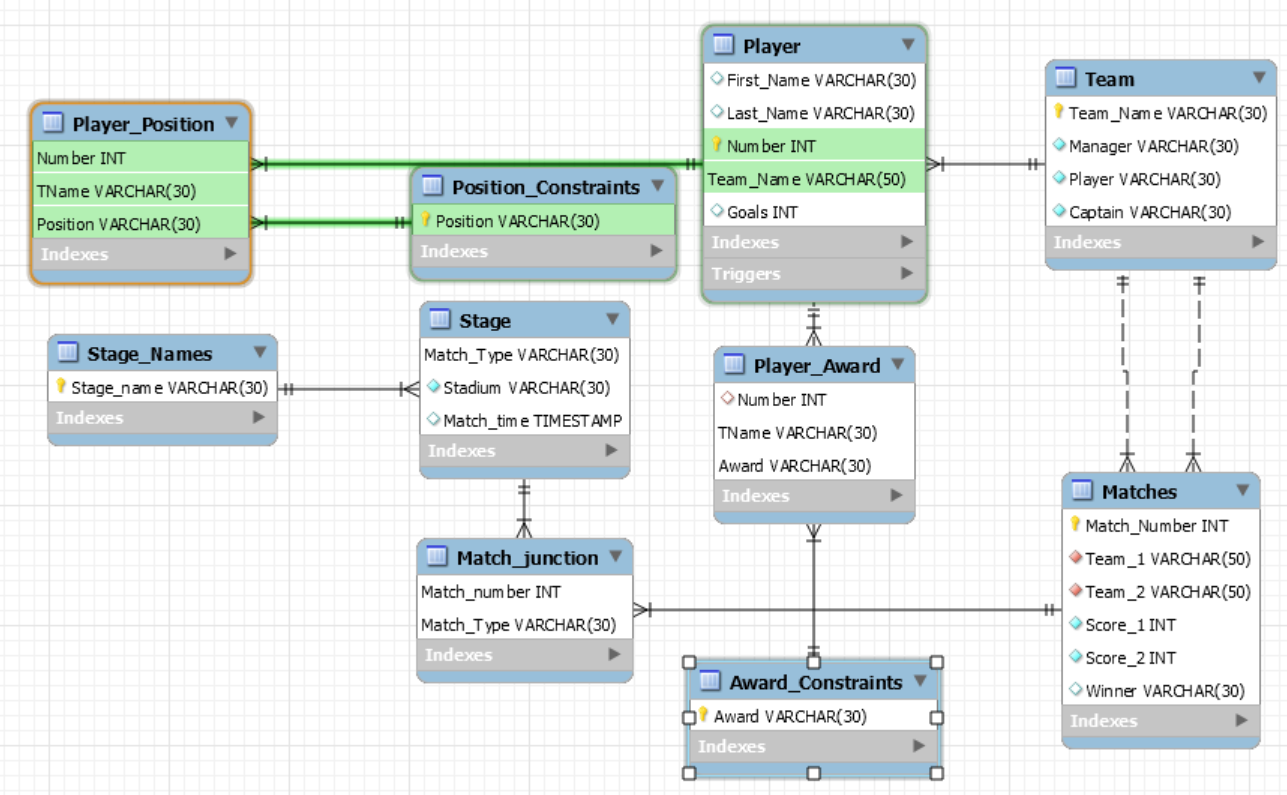 Player_Position
Number INT
TName VARCHAR(30)
Position VARCHAR(30)
Indexes
Position_Constraints
Position VARCHAR(30)
Indexes
Player
First_Name VARCHAR(30)
Last_Name VARCHAR(30)
Number INT
Team_Name VARCHAR(50)
Goals INT
Indexes
Triggers
Team
Team_Name VARCHAR(30)
Manager VARCHAR(30)
Player VARCHAR(30)
Captain VARCHAR(30)
Indexes
Stage_Names
Stage_name VARCHAR(30)
Indexes
Stage
Match_Type VARCHAR(30)
Stadium VARCHAR(30)
Match_time TIMESTAMP
Indexes
Player_Award
Number INT
TName VARCHAR(30)
Award VARCHAR(30)
Indexes
Matches
Match_Number INT
Team_1 VARCHAR(50)
Team_2 VARCHAR(50)
Score_1 INT
Score_2 INT
Winner VARCHAR(30)
Indexes
Match_junction
Match_number INT
Match_Type VARCHAR(30)
Indexes
Award_Constraints
Award VARCHAR(30)
Indexes